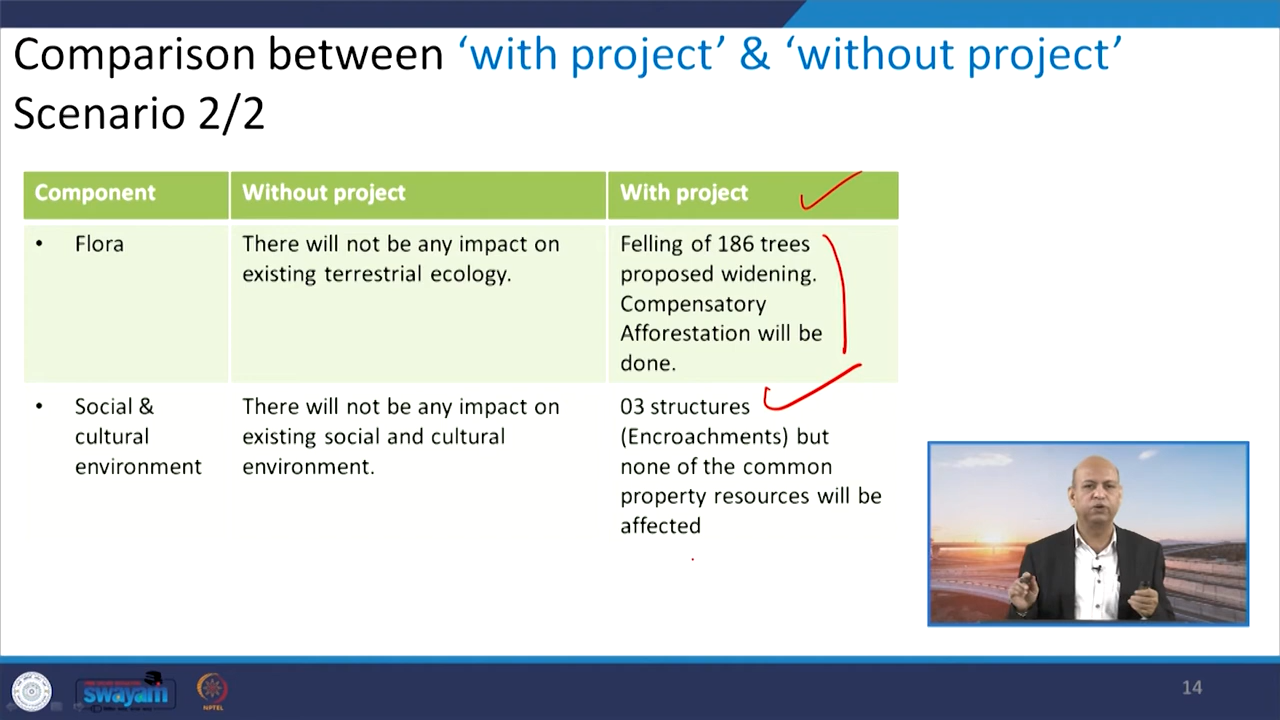 Comparison between ‘with project’ & ‘without project’
Scenario 2/2
Component Without project With project
• Flora
There will not be any impact on
existing terrestrial ecology.
Felling of 186 trees
proposed widening.
Compensatory
Afforestation will be
done.
• Social &
cultural
environment
There will not be any impact on
existing social and cultural
environment.
03 structures
(Encroachments) but
none of the common
property resources will be
affected
swayam
NPTEL
14